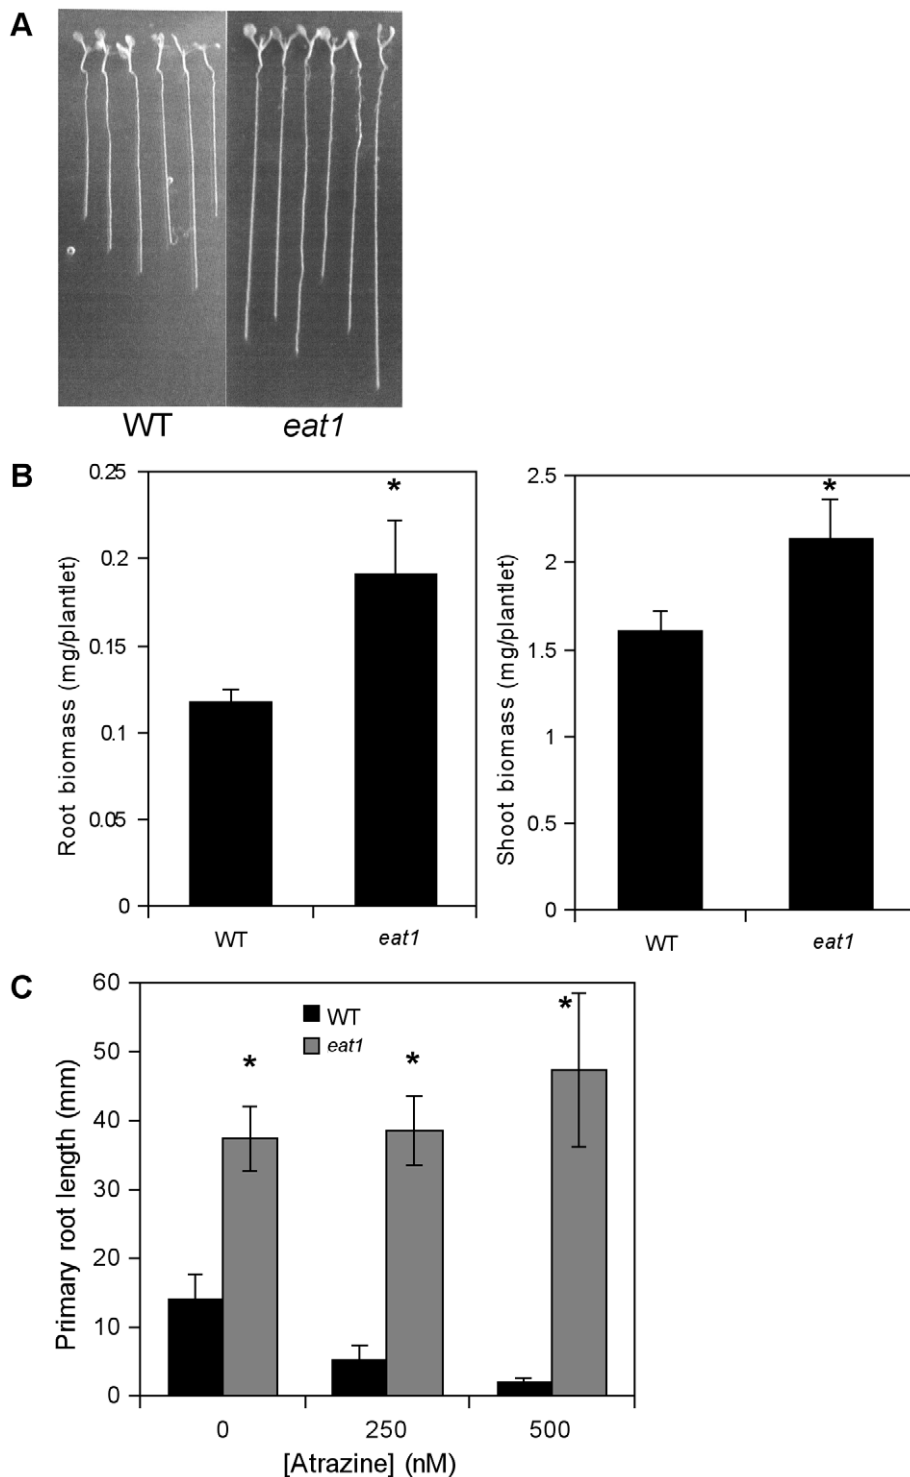 A
WT eat1
B
Root biomass (mg/plantlet)
0.25
0.2
0.15
0.1
0.05
0
*
WT eat1
Shoot biomass (mg/plantlet)
2.5
2
1.5
1
0.5
0
*
WT eat1
C
Primary root length (mm)
60
50
40
30
20
10
0
WT
eat1
* * *
0 250 500
[Atrazine] (nM)